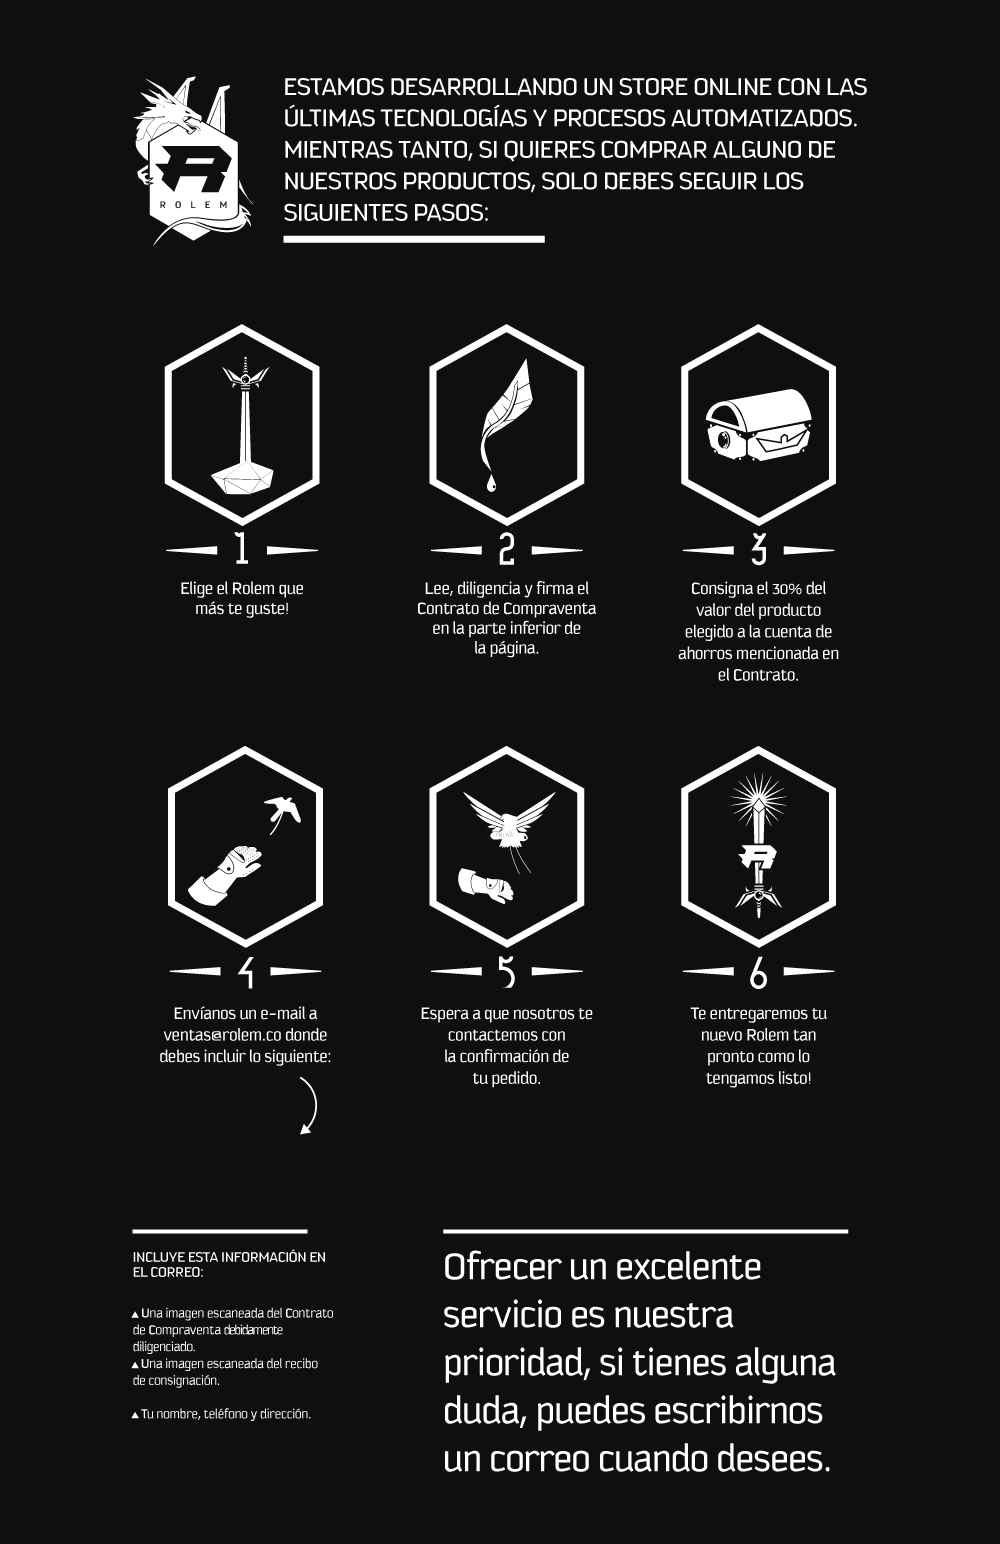 ESTAMOS DESARROLLANDO UN STORE ONLINE CON LAS
ÚLTIMAS TECNOLOGÍAS Y PROCESOS AUTOMATIZADOS.
MIENTRAS TANTO, SI QUIERES COMPRAR ALGUNO DE
NUESTROS PRODUCTOS, SOLO DEBES SEGUIR LOS
SIGUIENTES PASOS:
R
ROLEM
1
Elige el Rolem que
más te guste!
2
Lee, diligencia y firma el
Contrato de Compraventa
en la parte inferior de
la página.
3
Consigna el 30% del
valor del producto
elegido a la cuenta de
ahorros mencionada en
el Contrato.
4
Envíanos un e-mail a
ventas@rolem.co donde
debes incluir lo siguiente:
5
Espera a que nosotros te
contactemos con
la confirmación de
tu pedido.
R
6
Te entregaremos tu
nuevo Rolem tan
pronto como lo
tengamos listo!
INCLUYE ESTA INFORMACIÓN EN
EL CORREO:
▲ Una imagen escaneada del Contrato
de Compraventa debidamente
diligenciado.
▲ Una imagen escaneada del recibo
de consignación.
▲ Tu nombre, teléfono y dirección.
Ofrecer un excelente
servicio es nuestra
prioridad, si tienes alguna
duda, puedes escribirnos
un correo cuando desees.